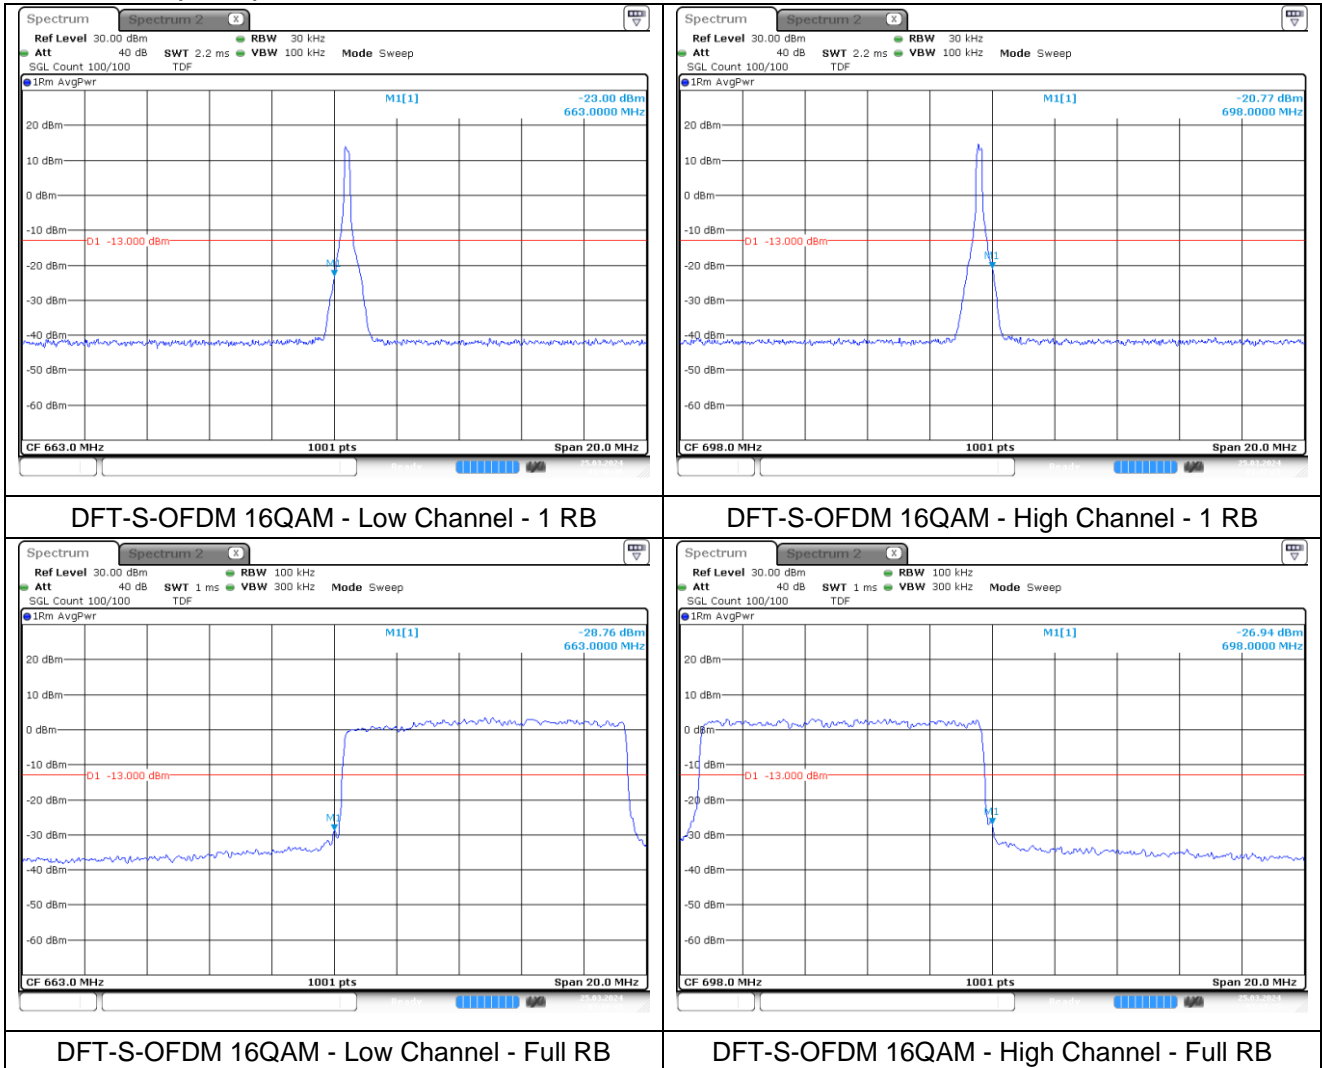 Spectrum Spectrum 2 X
Ref Level 30.00 dBm RBW 30 kHz
Att 40 dB SWT 2.2 ms VBW 100 kHz Mode Sweep
SGL Count 100/100 TDF
1Rm AvgPwr
M1[1] -23.00 dBm
663.0000 MHz
20 dBm
10 dBm
0 dBm
-10 dBm
D1 -13.000 dBm
-20 dBm
M1
-30 dBm
-40 dBm
-50 dBm
-60 dBm
CF 663.0 MHz 1001 pts Span 20.0 MHz
Ready 25.03.2024
DFT-S-OFDM 16QAM - Low Channel - 1 RB
Spectrum Spectrum 2 X
Ref Level 30.00 dBm RBW 30 kHz
Att 40 dB SWT 2.2 ms VBW 100 kHz Mode Sweep
SGL Count 100/100 TDF
1Rm AvgPwr
M1[1] -20.77 dBm
698.0000 MHz
20 dBm
10 dBm
0 dBm
-10 dBm
D1 -13.000 dBm
-20 dBm
M1
-30 dBm
-40 dBm
-50 dBm
-60 dBm
CF 698.0 MHz 1001 pts Span 20.0 MHz
Ready 25.03.2024
DFT-S-OFDM 16QAM - High Channel - 1 RB
Spectrum Spectrum 2 X
Ref Level 30.00 dBm RBW 100 kHz
Att 40 dB SWT 1 ms VBW 300 kHz Mode Sweep
SGL Count 100/100 TDF
1Rm AvgPwr
M1[1] -28.76 dBm
663.0000 MHz
20 dBm
10 dBm
0 dBm
-10 dBm
D1 -13.000 dBm
-20 dBm
M1
-30 dBm
-40 dBm
-50 dBm
-60 dBm
CF 663.0 MHz 1001 pts Span 20.0 MHz
Ready 25.03.2024
DFT-S-OFDM 16QAM - Low Channel - Full RB
Spectrum Spectrum 2 X
Ref Level 30.00 dBm RBW 100 kHz
Att 40 dB SWT 1 ms VBW 300 kHz Mode Sweep
SGL Count 100/100 TDF
1Rm AvgPwr
M1[1] -26.94 dBm
698.0000 MHz
20 dBm
10 dBm
0 dBm
-10 dBm
D1 -13.000 dBm
-20 dBm
M1
-30 dBm
-40 dBm
-50 dBm
-60 dBm
CF 698.0 MHz 1001 pts Span 20.0 MHz
Ready 25.03.2024
DFT-S-OFDM 16QAM - High Channel - Full RB